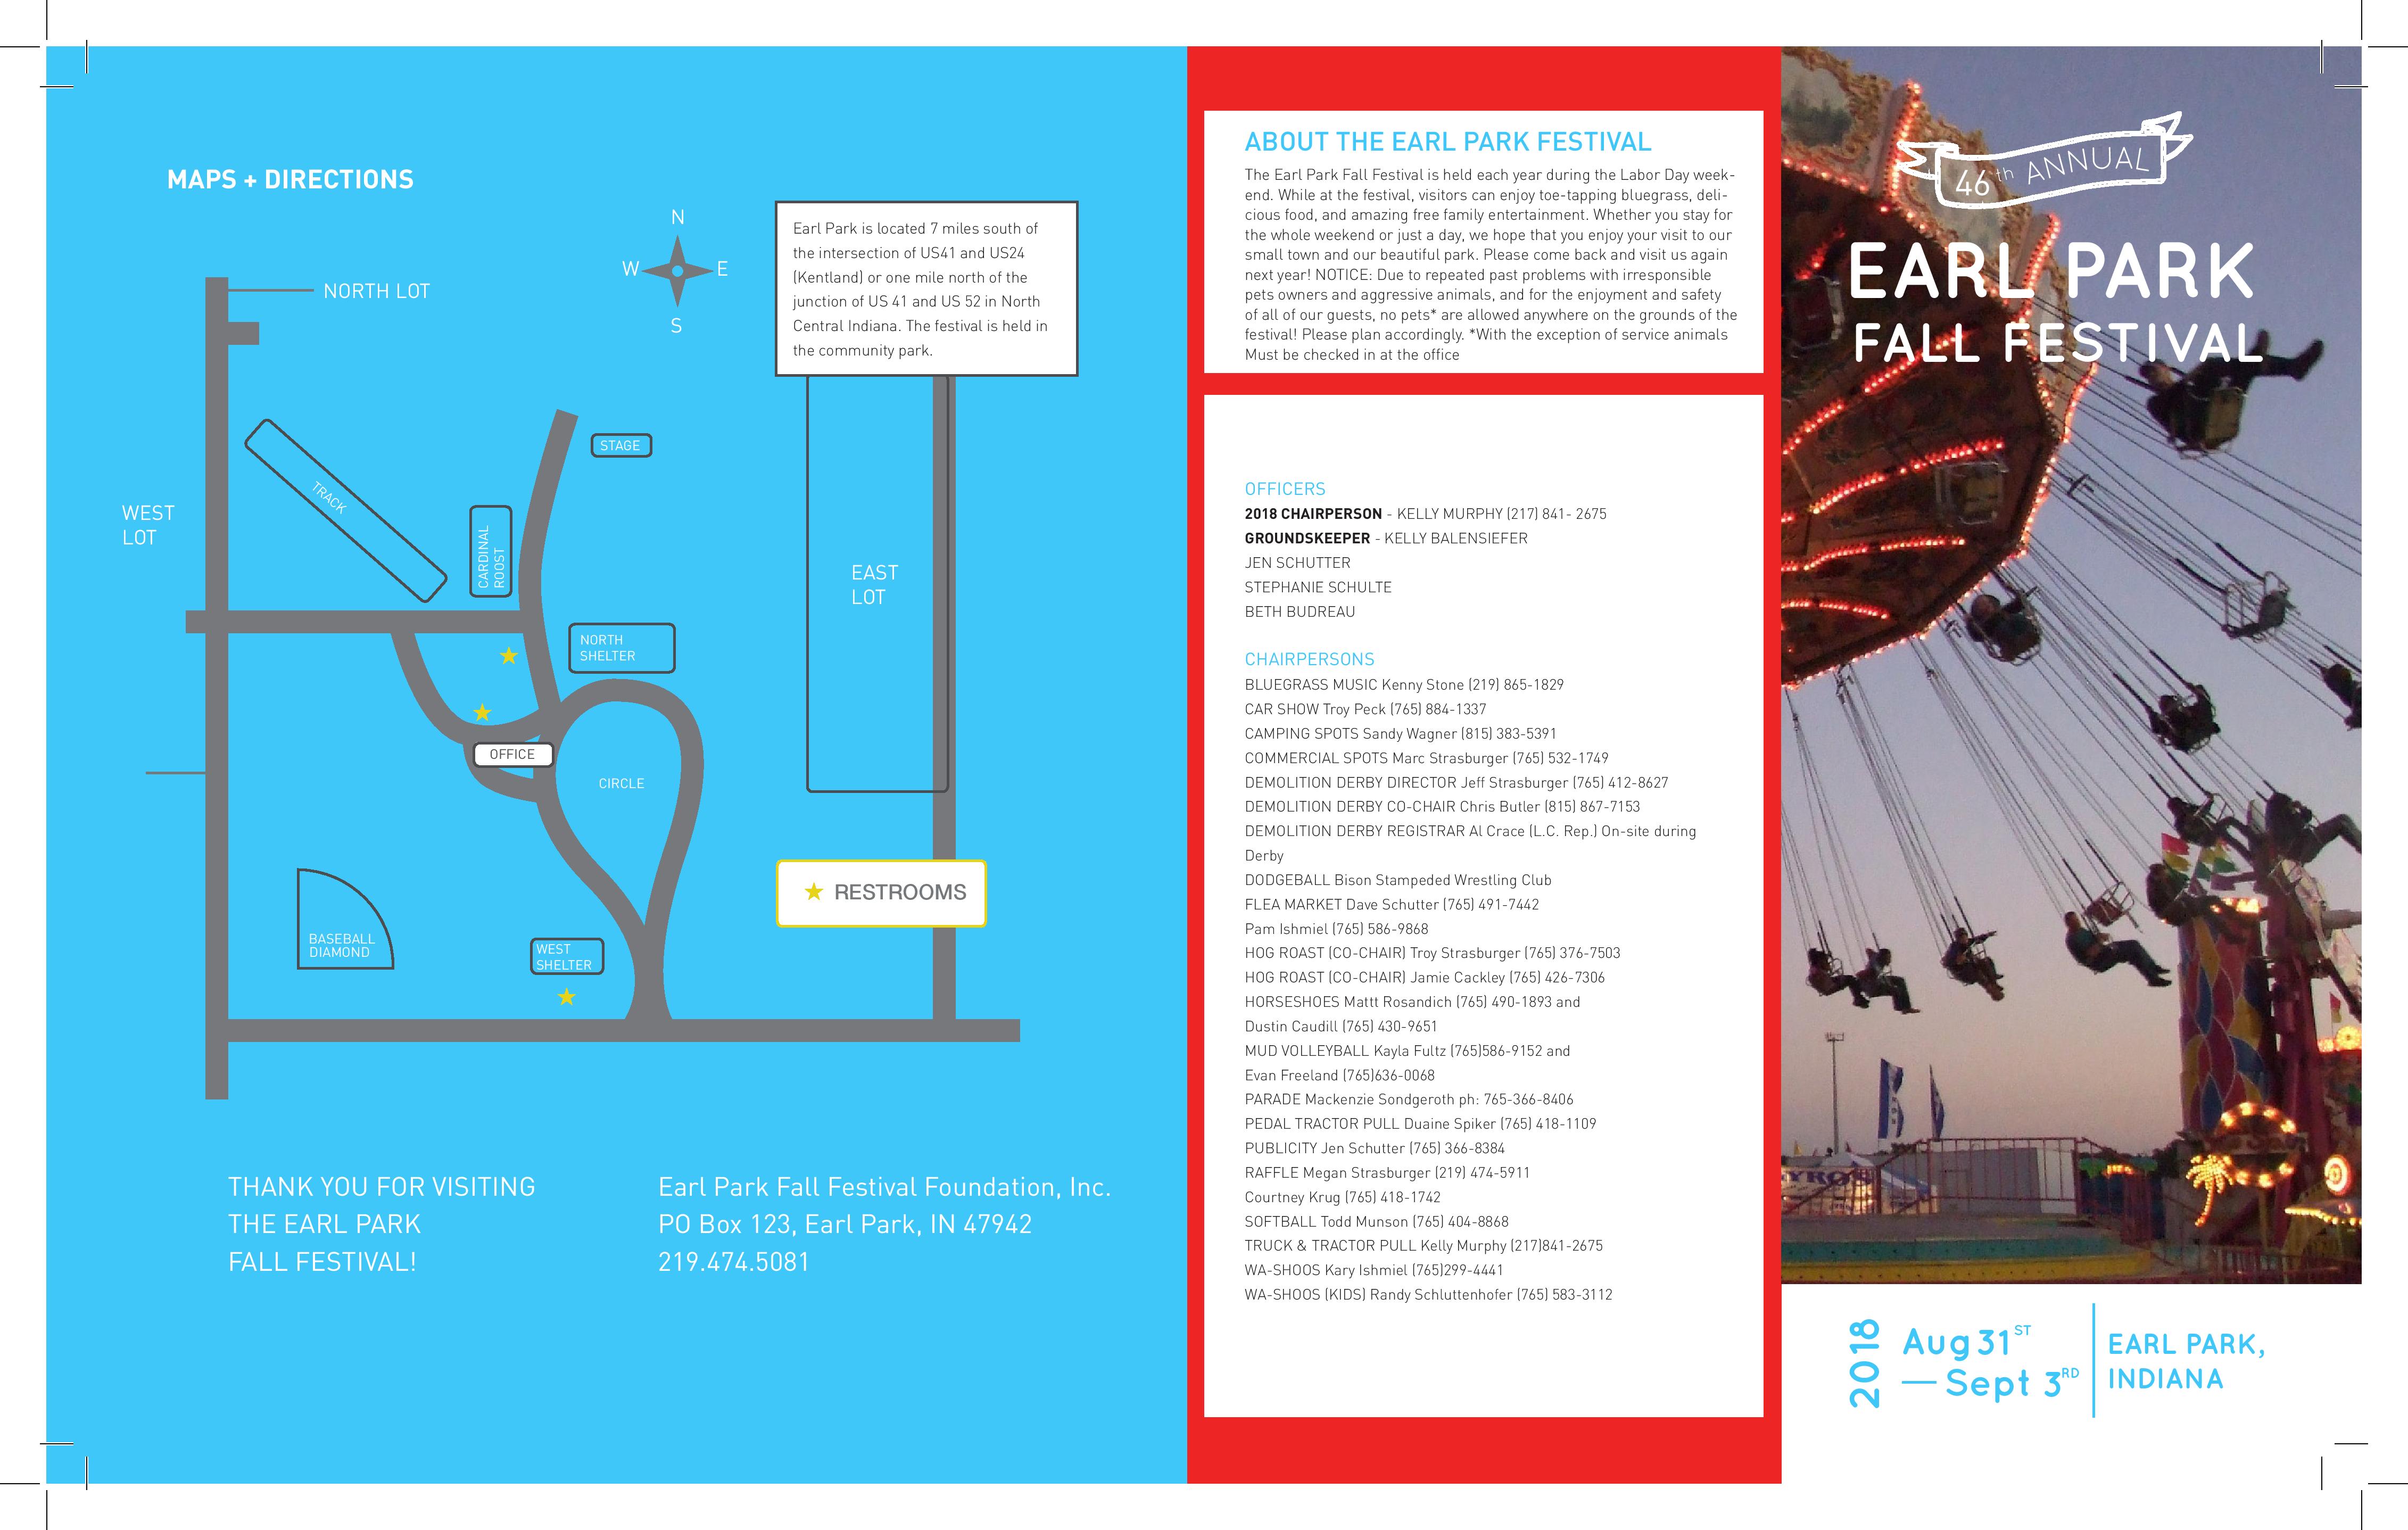 MAPS + DIRECTIONS
N
W
E
S
NORTH LOT
Earl Park is located 7 miles south of
the intersection of US41 and US24
(Kentland) or one mile north of the
junction of US 41 and US 52 in North
Central Indiana. The festival is held in
the community park.
STAGE
TRACK
WEST
LOT
CARDINAL
ROOST
EAST
LOT
NORTH
SHELTER
OFFICE
CIRCLE
RESTROOMS
BASEBALL
DIAMOND
WEST
SHELTER
THANK YOU FOR VISITING
THE EARL PARK
FALL FESTIVAL!
Earl Park Fall Festival Foundation, Inc.
PO Box 123, Earl Park, IN 47942
219.474.5081
ABOUT THE EARL PARK FESTIVAL
The Earl Park Fall Festival is held each year during the Labor Day week-
end. While at the festival, visitors can enjoy toe-tapping bluegrass, deli-
cious food, and amazing free family entertainment. Whether you stay for
the whole weekend or just a day, we hope that you enjoy your visit to our
small town and our beautiful park. Please come back and visit us again
next year! NOTICE: Due to repeated past problems with irresponsible
pets owners and aggressive animals, and for the enjoyment and safety
of all of our guests, no pets* are allowed anywhere on the grounds of the
festival! Please plan accordingly. *With the exception of service animals
Must be checked in at the office
OFFICERS
2018 CHAIRPERSON - KELLY MURPHY (217) 841- 2675
GROUNDSKEEPER - KELLY BALENSIEFER
JEN SCHUTTER
STEPHANIE SCHULTE
BETH BUDREAU
CHAIRPERSONS
BLUEGRASS MUSIC Kenny Stone (219) 865-1829
CAR SHOW Troy Peck (765) 884-1337
CAMPING SPOTS Sandy Wagner (815) 383-5391
COMMERCIAL SPOTS Marc Strasburger (765) 532-1749
DEMOLITION DERBY DIRECTOR Jeff Strasburger (765) 412-8627
DEMOLITION DERBY CO-CHAIR Chris Butler (815) 867-7153
DEMOLITION DERBY REGISTRAR Al Crace (L.C. Rep.) On-site during
Derby
DODGEBALL Bison Stampeded Wrestling Club
FLEA MARKET Dave Schutter (765) 491-7442
Pam Ishmiel (765) 586-9868
HOG ROAST (CO-CHAIR) Troy Strasburger (765) 376-7503
HOG ROAST (CO-CHAIR) Jamie Cackley (765) 426-7306
HORSESHOES Mattt Rosandich (765) 490-1893 and
Dustin Caudill (765) 430-9651
MUD VOLLEYBALL Kayla Fultz (765)586-9152 and
Evan Freeland (765)636-0068
PARADE Mackenzie Sondgeroth ph: 765-366-8406
PEDAL TRACTOR PULL Duaine Spiker (765) 418-1109
PUBLICITY Jen Schutter (765) 366-8384
RAFFLE Megan Strasburger (219) 474-5911
Courtney Krug (765) 418-1742
SOFTBALL Todd Munson (765) 404-8868
TRUCK & TRACTOR PULL Kelly Murphy (217)841-2675
WA-SHOOS Kary Ishmiel (765)299-4441
WA-SHOOS (KIDS) Randy Schluttenhofer (765) 583-3112
46th ANNUAL
EARL PARK
FALL FESTIVAL
GYROS
2018
Aug 31ST
— Sept 3RD
EARL PARK,
INDIANA